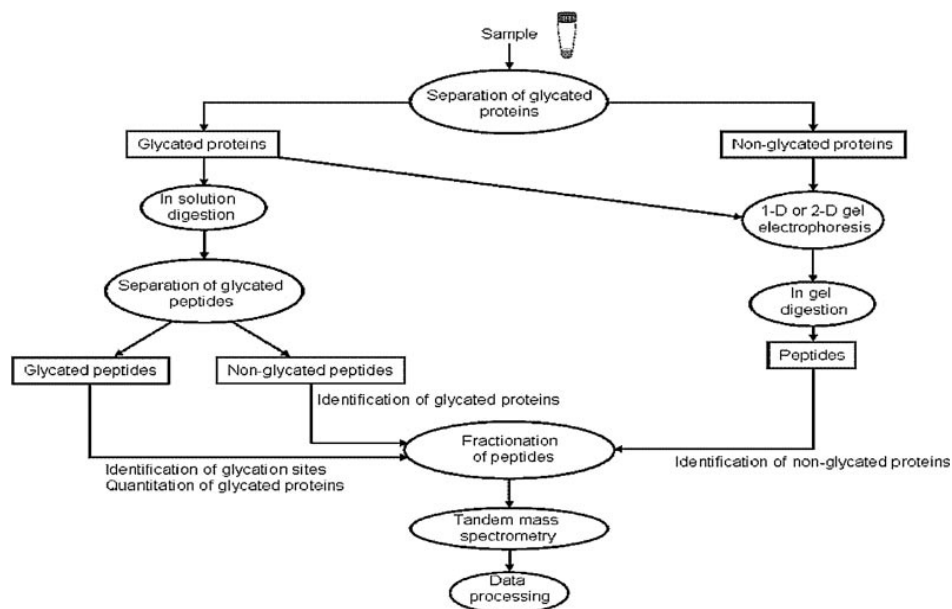 Sample
Separation of glycated
proteins
Glycated proteins
Non-glycated proteins
In solution
digestion
1-D or 2-D gel
electrophoresis
Separation of glycated
peptides
In gel
digestion
Glycated peptides
Non-glycated peptides
Peptides
Identification of glycated proteins
Fractionation
of peptides
Identification of glycation sites
Quantitation of glycated proteins
Identification of non-glycated proteins
Tandem mass
spectrometry
Data
processing